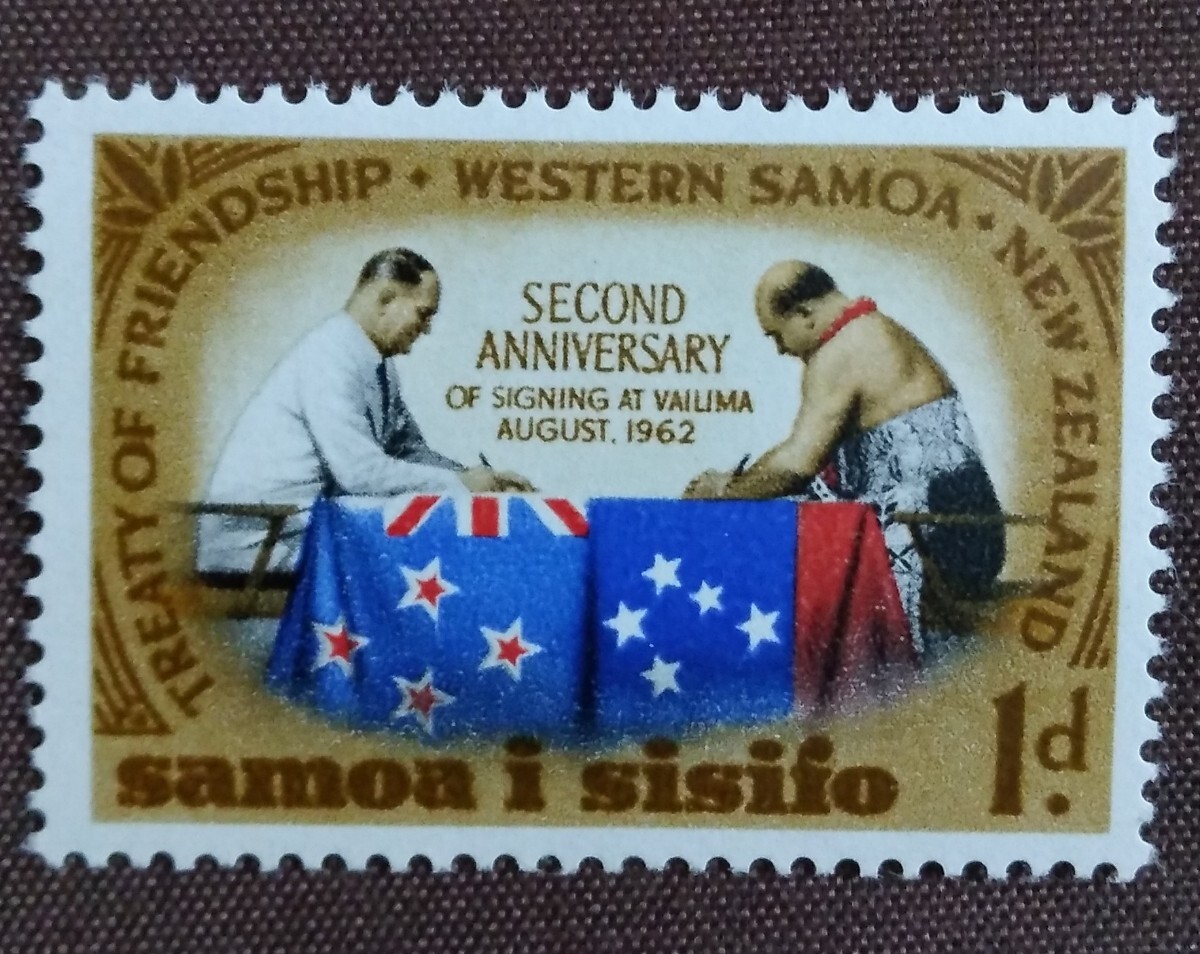 TREATY OF FRIENDSHIP • WESTERN SAMOA • NEW ZEALAND
SECOND
ANNIVERSARY
OF SIGNING AT VAILIMA
AUGUST, 1962
samoa i sisifo
1d.